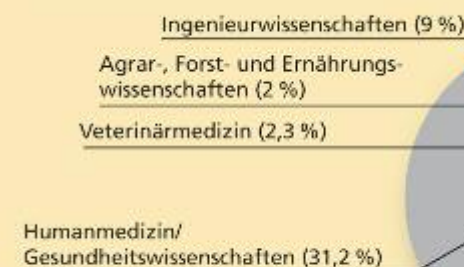 Ingenieurwissenschaften (9 %)
Agrar-, Forst- und Ernährungs-
wissenschaften (2 %)
Veterinärmedizin (2,3 %)
Humanmedizin/
Gesundheitswissenschaften (31,2 %)